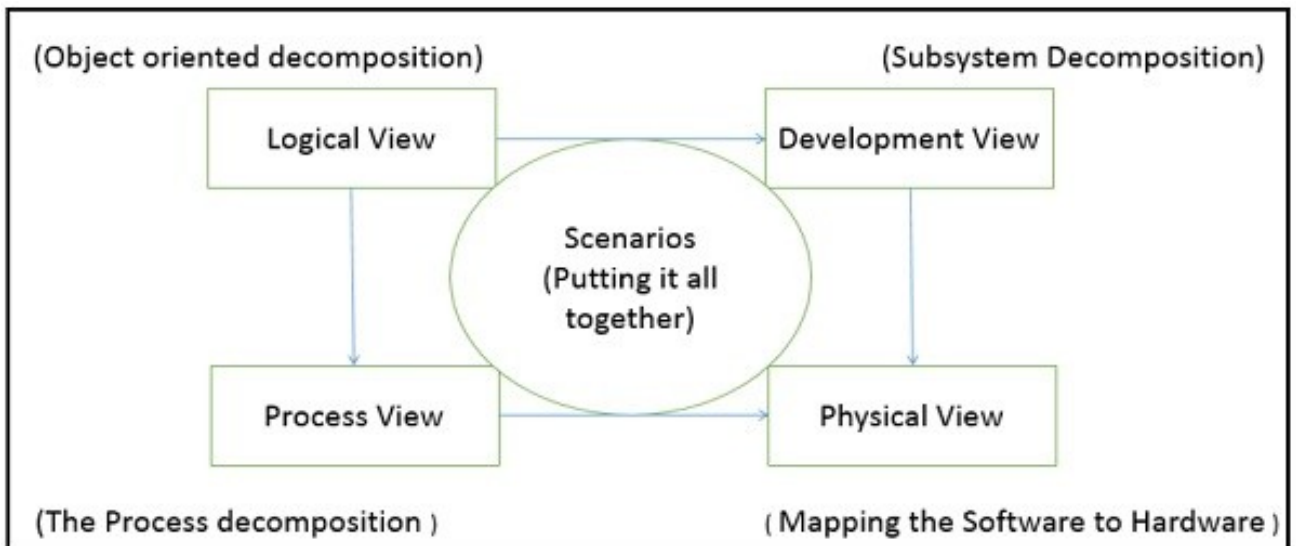 (Object oriented decomposition)
(Subsystem Decomposition)
Logical View
Development View
Scenarios
(Putting it all
together)
Process View
Physical View
(The Process decomposition )
( Mapping the Software to Hardware )